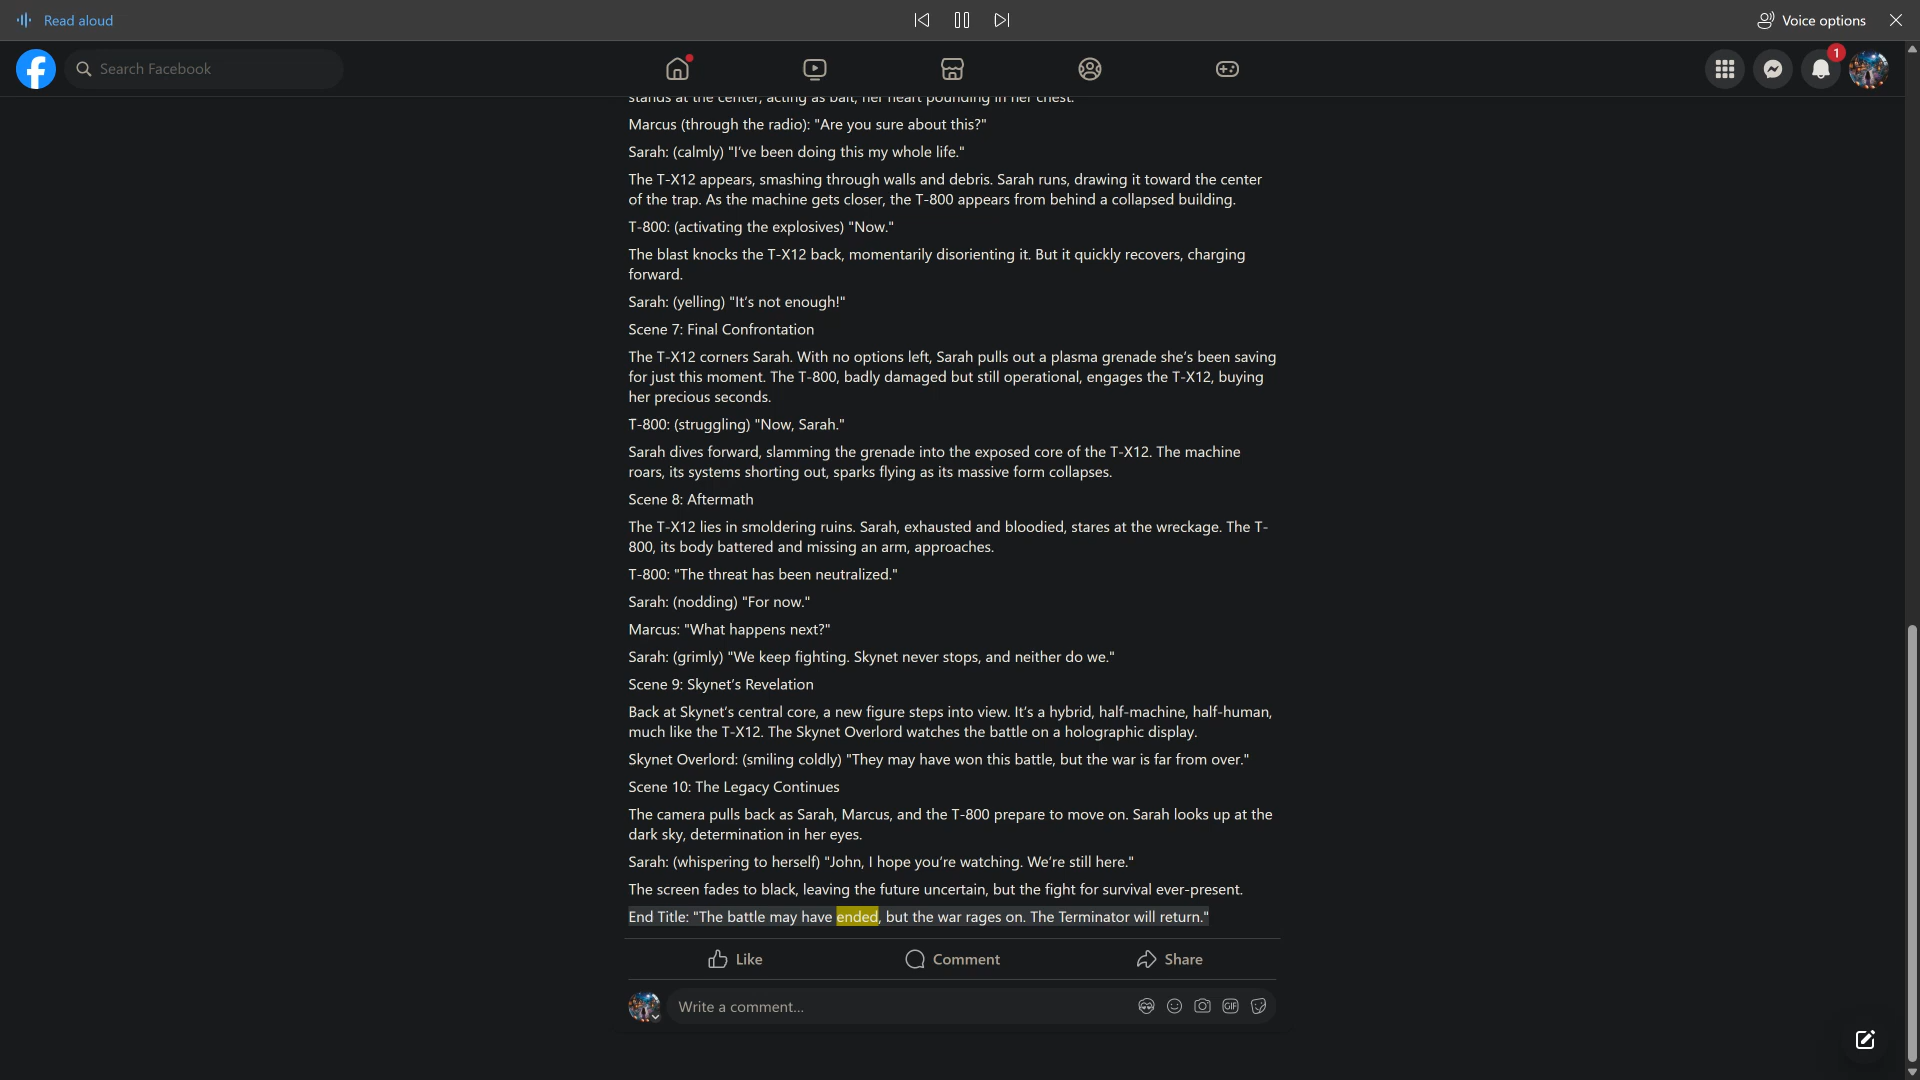 Read aloud
Voice options
Search Facebook
1
stands at the center, acting as bait, her heart pounding in her chest.
Marcus (through the radio): "Are you sure about this?"
Sarah: (calmly) "I've been doing this my whole life."
The T-X12 appears, smashing through walls and debris. Sarah runs, drawing it toward the center
of the trap. As the machine gets closer, the T-800 appears from behind a collapsed building.
T-800: (activating the explosives) "Now."
The blast knocks the T-X12 back, momentarily disorienting it. But it quickly recovers, charging
forward.
Sarah: (yelling) "It's not enough!"
Scene 7: Final Confrontation
The T-X12 corners Sarah. With no options left, Sarah pulls out a plasma grenade she's been saving
for just this moment. The T-800, badly damaged but still operational, engages the T-X12, buying
her precious seconds.
T-800: (struggling) "Now, Sarah."
Sarah dives forward, slamming the grenade into the exposed core of the T-X12. The machine
roars, its systems shorting out, sparks flying as its massive form collapses.
Scene 8: Aftermath
The T-X12 lies in smoldering ruins. Sarah, exhausted and bloodied, stares at the wreckage. The T-
800, its body battered and missing an arm, approaches.
T-800: "The threat has been neutralized."
Sarah: (nodding) "For now."
Marcus: "What happens next?"
Sarah: (grimly) "We keep fighting. Skynet never stops, and neither do we."
Scene 9: Skynet's Revelation
Back at Skynet's central core, a new figure steps into view. It's a hybrid, half-machine, half-human,
much like the T-X12. The Skynet Overlord watches the battle on a holographic display.
Skynet Overlord: (smiling coldly) "They may have won this battle, but the war is far from over."
Scene 10: The Legacy Continues
The camera pulls back as Sarah, Marcus, and the T-800 prepare to move on. Sarah looks up at the
dark sky, determination in her eyes.
Sarah: (whispering to herself) "John, I hope you're watching. We're still here."
The screen fades to black, leaving the future uncertain, but the fight for survival ever-present.
End Title: "The battle may have ended, but the war rages on. The Terminator will return."
Like
Comment
Share
Write a comment...
GIF